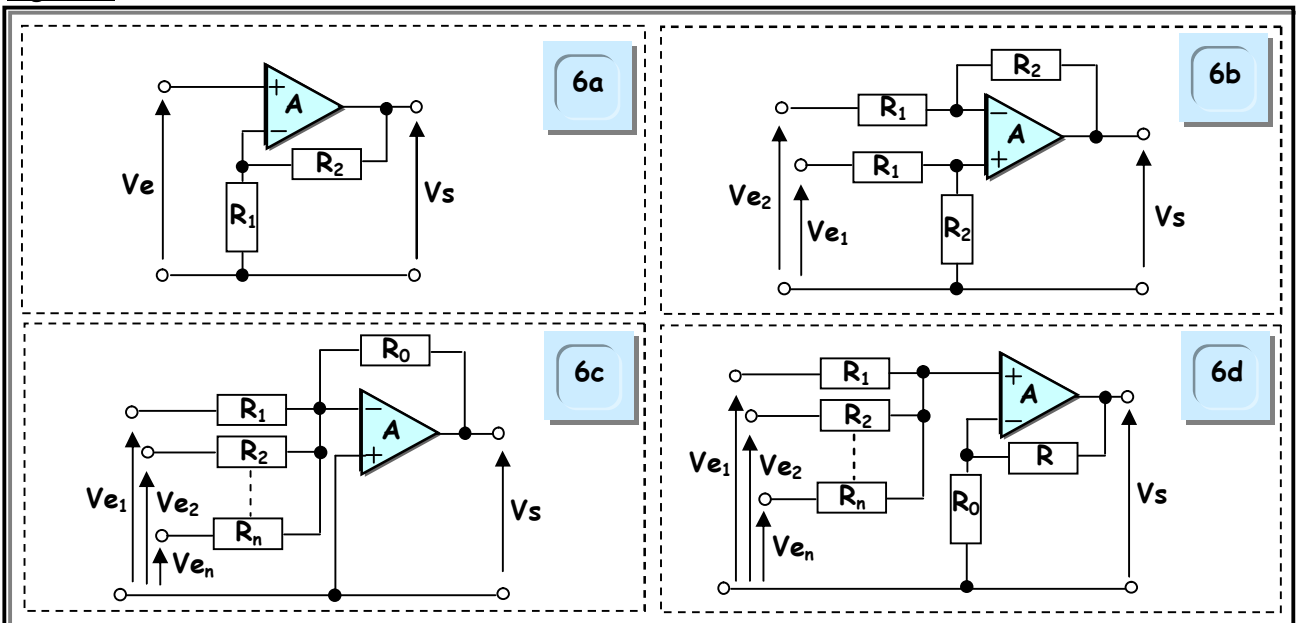 6a
+
A
−
R₂
R₁
Ve
Vs
6b
R₂
R₁
−
A
R₁
+
Ve₂
Ve₁
R₂
Vs
6c
R₀
R₁
−
A
R₂
+
Ve₁
Ve₂
Rₙ
Veₙ
Vs
6d
R₁
+
A
R₂
−
Ve₁
Ve₂
R
Rₙ
R₀
Veₙ
Vs